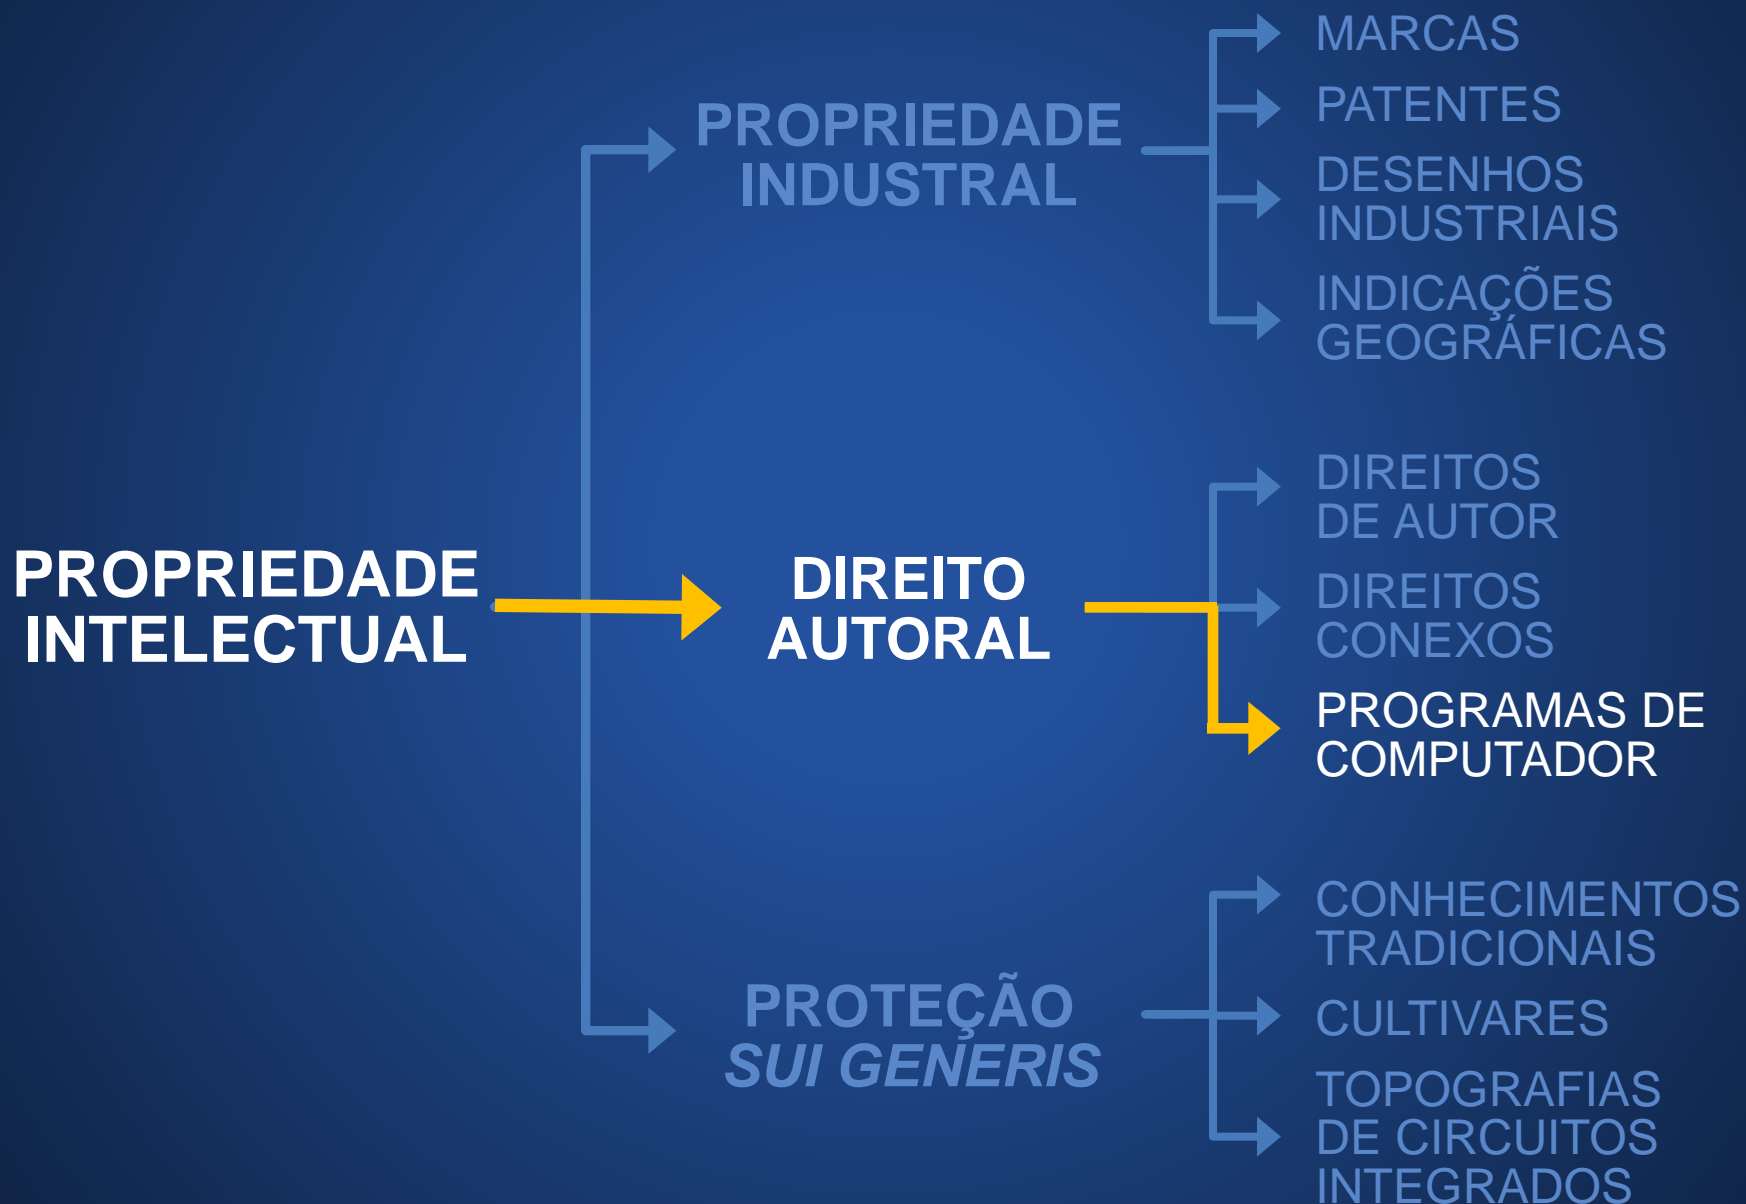 PROPRIEDADE
INTELECTUAL
PROPRIEDADE
INDUSTRAL
MARCAS
PATENTES
DESENHOS
INDUSTRIAIS
INDICAÇÕES
GEOGRÁFICAS
DIREITO
AUTORAL
DIREITOS
DE AUTOR
DIREITOS
CONEXOS
PROGRAMAS DE
COMPUTADOR
PROTEÇÃO
SUI GENERIS
CONHECIMENTOS
TRADICIONAIS
CULTIVARES
TOPOGRAFIAS
DE CIRCUITOS
INTEGRADOS